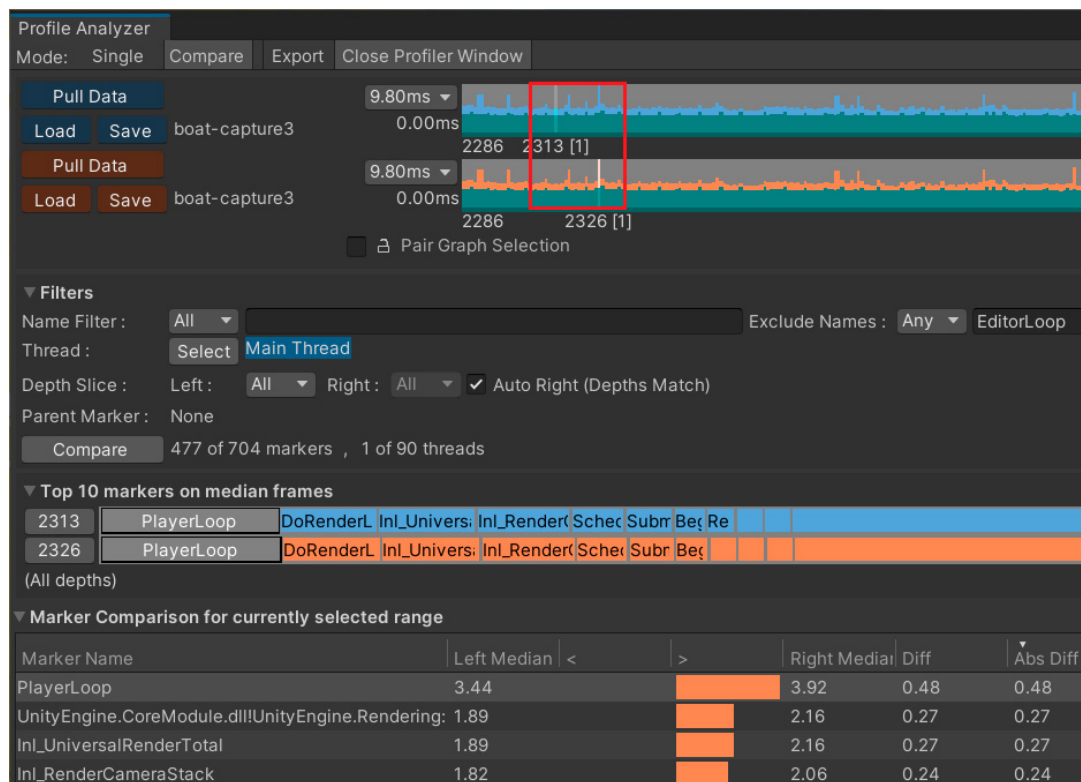 Profile Analyzer
Mode: Single Compare Export Close Profiler Window
Pull Data 9.80ms
Load Save boat-capture3 0.00ms
2286 2313 [1]
Pull Data 9.80ms
Load Save boat-capture3 0.00ms
2286 2326 [1]
Pair Graph Selection
Filters
Name Filter : All Exclude Names : Any EditorLoop
Thread : Select Main Thread
Depth Slice : Left : All Right : All Auto Right (Depths Match)
Parent Marker : None
Compare 477 of 704 markers , 1 of 90 threads
Top 10 markers on median frames
2313 PlayerLoop DoRenderL Inl_Univers Inl_Render( Sched Subm Beg Re
2326 PlayerLoop DoRenderL Inl_Univers Inl_Render( Sche Subr Beg
(All depths)
Marker Comparison for currently selected range
Marker Name Left Median < > Right Media Diff Abs Diff
PlayerLoop 3.44 3.92 0.48 0.48
UnityEngine.CoreModule.dll!UnityEngine.Rendering: 1.89 2.16 0.27 0.27
Inl_UniversalRenderTotal 1.89 2.16 0.27 0.27
Inl_RenderCameraStack 1.82 2.06 0.24 0.24